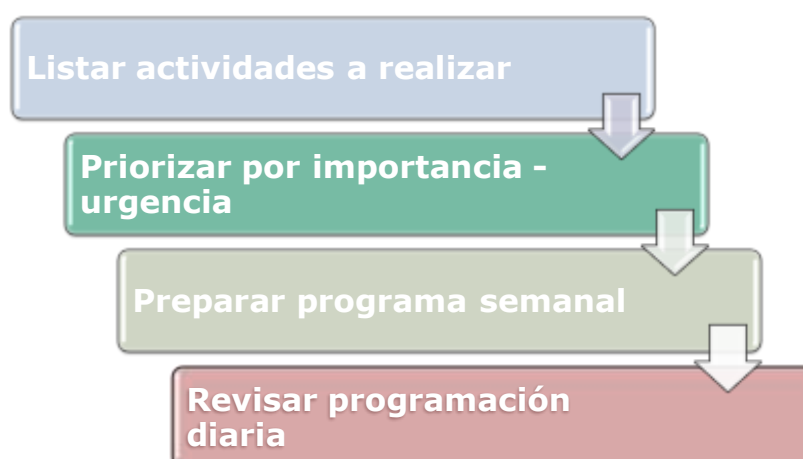 Listar actividades a realizar
Priorizar por importancia -
urgencia
Preparar programa semanal
Revisar programación
diaria